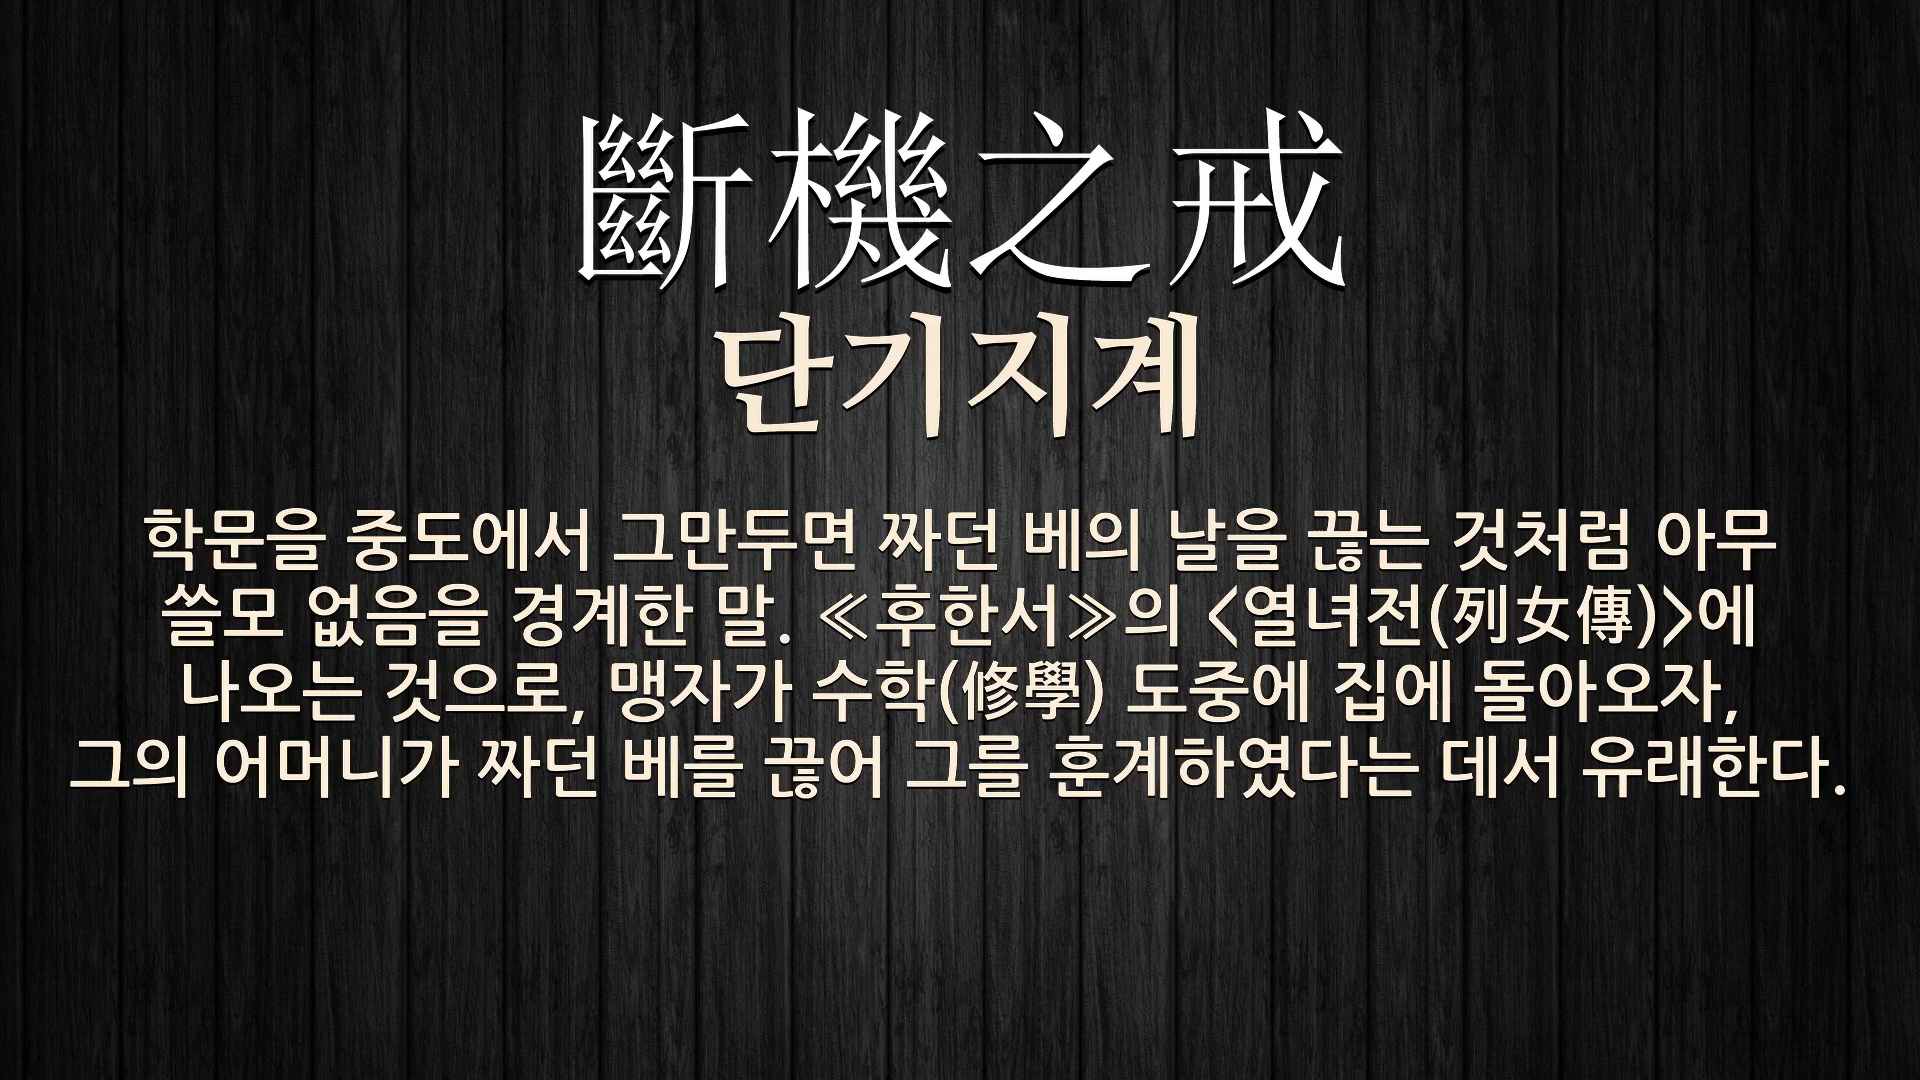 斷機之戒
단기지계
학문을 중도에서 그만두면 짜던 베의 날을 끊는 것처럼 아무
쓸모 없음을 경계한 말. ≪후한서≫의 〈열녀전(列女傳)〉에
나오는 것으로, 맹자가 수학(修學) 도중에 집에 돌아오자,
그의 어머니가 짜던 베를 끊어 그를 훈계하였다는 데서 유래한다.